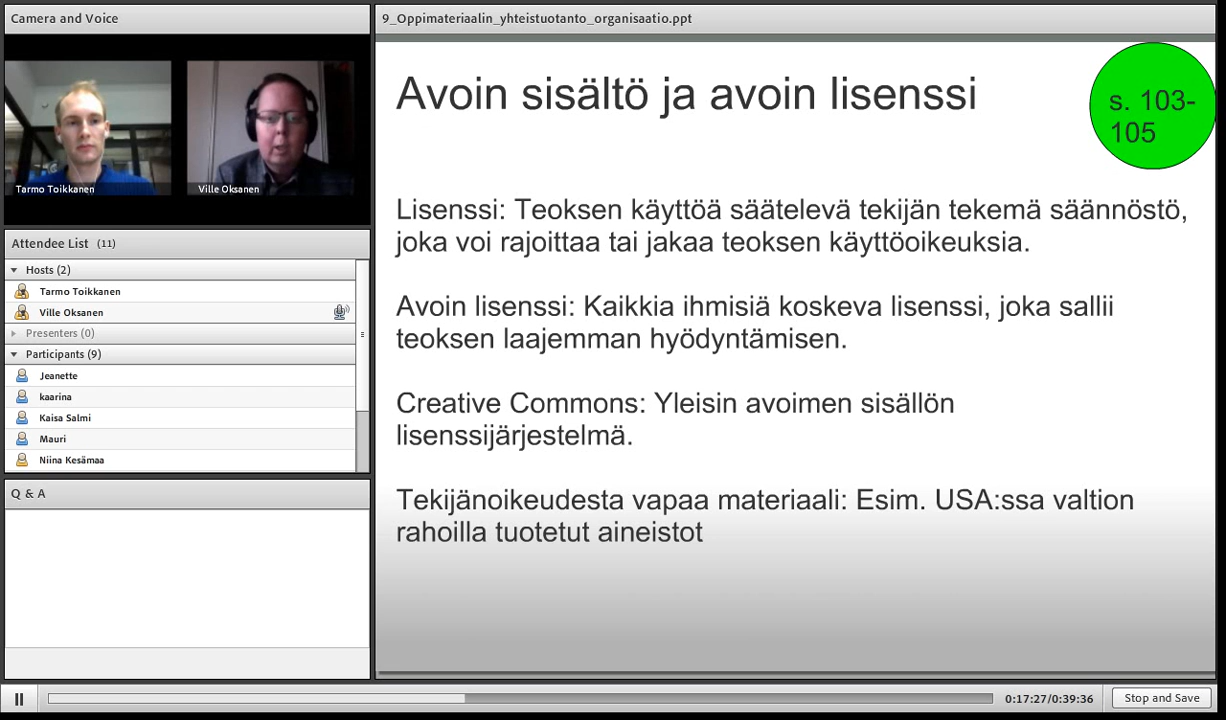 Camera and Voice
Tarmo Toikkanen
Ville Oksanen
Attendee List (11)
Hosts (2)
Tarmo Toikkanen
Ville Oksanen
Presenters (0)
Participants (9)
Jeanette
kaarina
Kaisa Salmi
Mauri
Niina Kesämaa
Q & A
9_Oppimateriaalin_yhteistuotanto_organisaatio.ppt
Avoin sisältö ja avoin lisenssi
s. 103-
105
Lisenssi: Teoksen käyttöä säätelevä tekijän tekemä säännöstö,
joka voi rajoittaa tai jakaa teoksen käyttöoikeuksia.
Avoin lisenssi: Kaikkia ihmisiä koskeva lisenssi, joka sallii
teoksen laajemman hyödyntämisen.
Creative Commons: Yleisin avoimen sisällön
lisenssijärjestelmä.
Tekijänoikeudesta vapaa materiaali: Esim. USA:ssa valtion
rahoilla tuotetut aineistot
0:17:27/0:39:36
Stop and Save